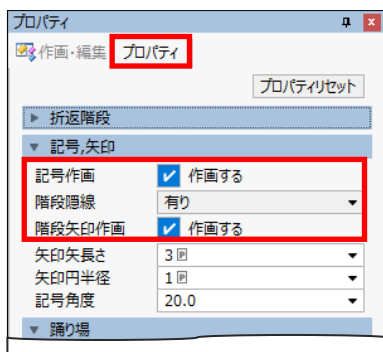 プロパティ
作画・編集 プロパティ
プロパティリセット
折返階段
記号,矢印
記号作画 作画する
階段隠線 有り
階段矢印作画 作画する
矢印矢長さ 3 P
矢印円半径 1 P
記号角度 20.0
踊り場